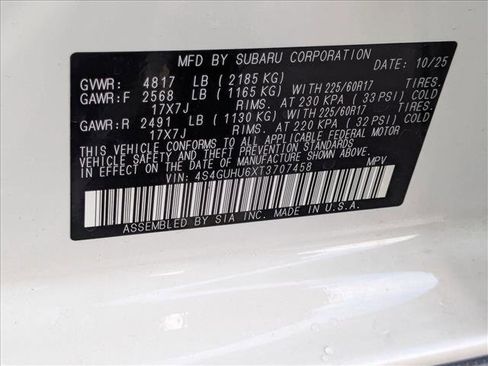 MFD BY SUBARU CORPORATION DATE: 10/25
GVWR: 4817 LB (2185 KG)
GAWR:F 2568 LB (1165 KG) WITH 225/60R17 TIRES.
17X7J RIMS. AT 230 KPA (33 PSI) COLD
GAWR:R 2491 LB (1130 KG) WITH 225/60R17 TIRES.
17X7J RIMS. AT 220 KPA (32 PSI) COLD
THIS VEHICLE CONFORMS TO ALL APPLICABLE FEDERAL MOTOR
VEHICLE SAFETY, BUMPER, AND THEFT PREVENTION STANDARDS
IN EFFECT ON THE DATE OF MANUFACTURE SHOWN ABOVE.
VIN: 4S4GUHU6XT3707458 MPV
ASSEMBLED BY SIA INC. MADE IN U.S.A.